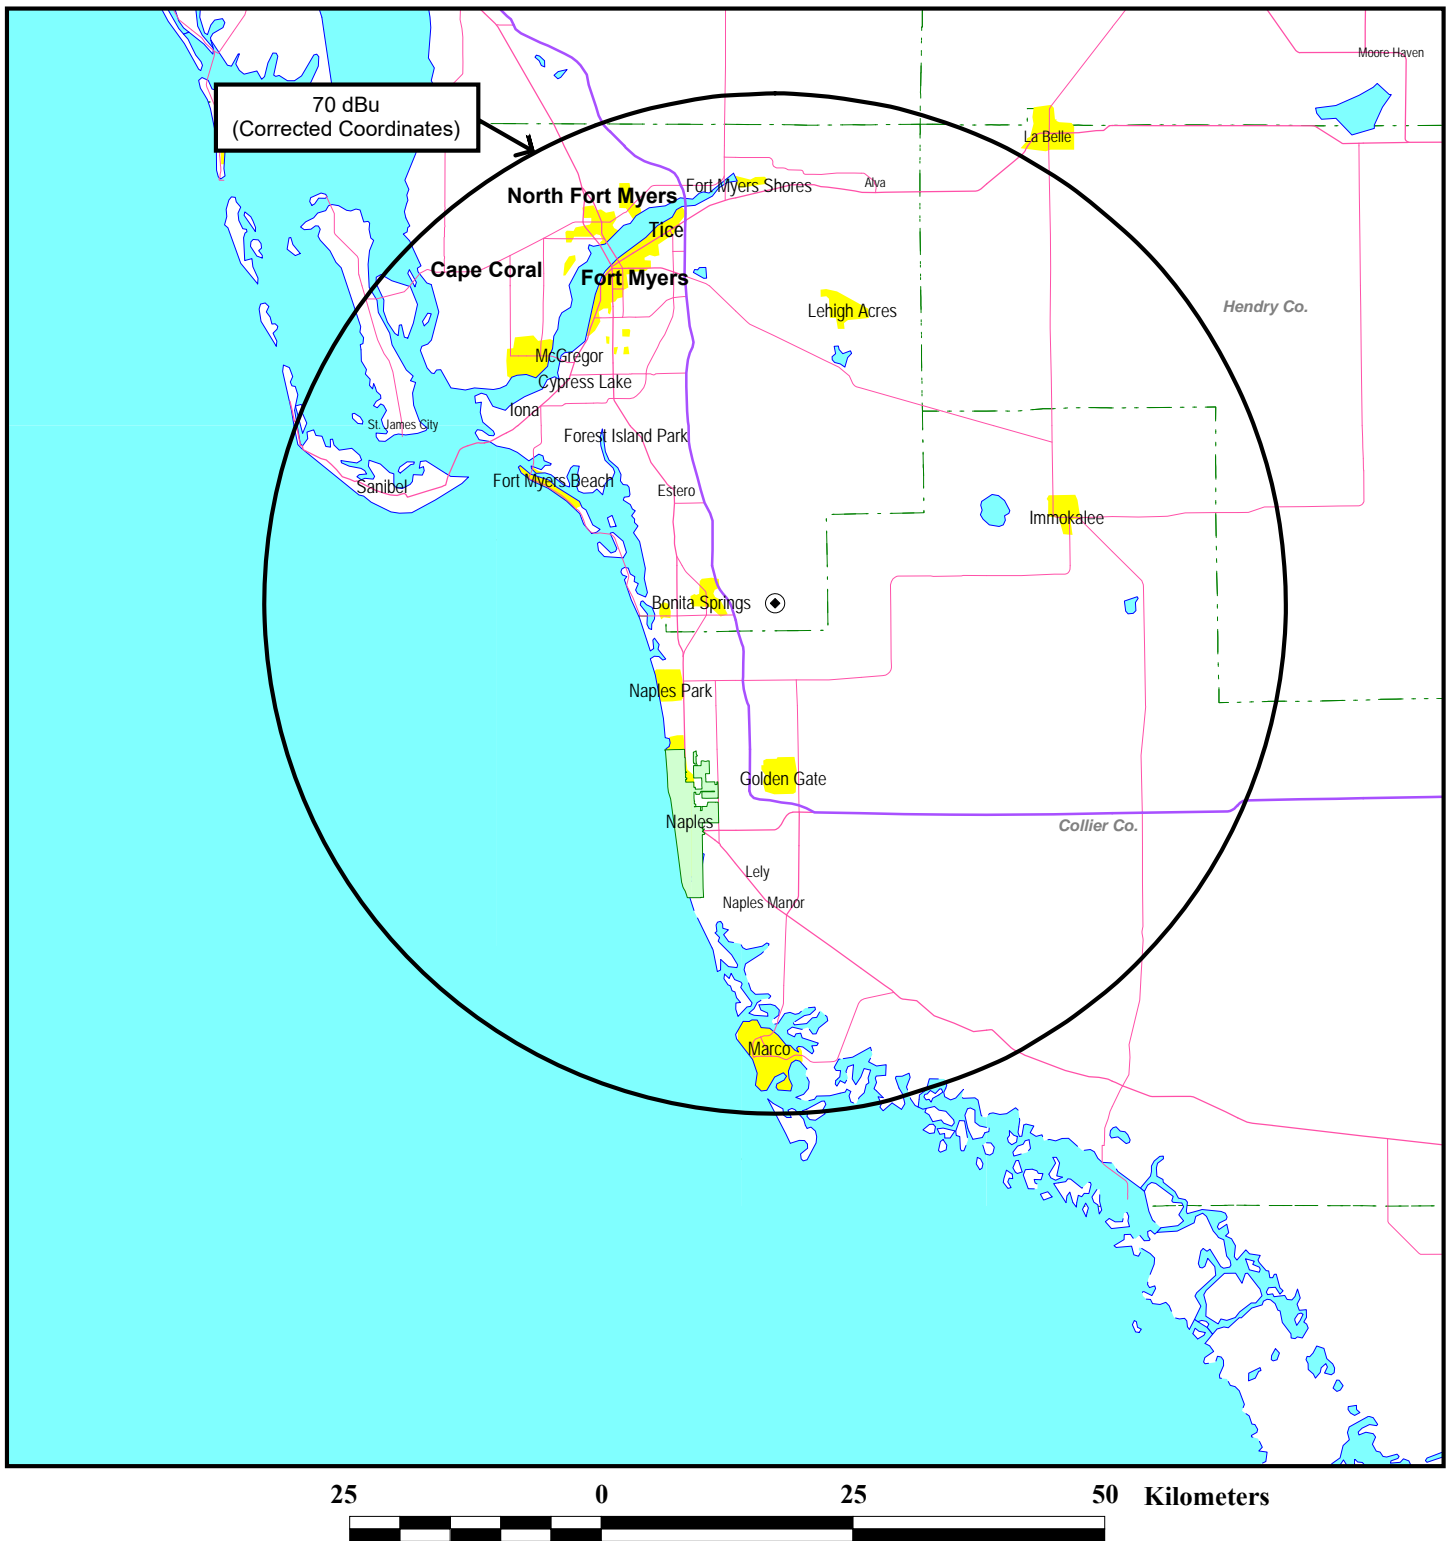 Moore Haven
70 dBu
(Corrected Coordinates)
La Belle
Fort Myers Shores
Alva
North Fort Myers
Tice
Cape Coral
Fort Myers
Lehigh Acres
Hendry Co.
McGregor
Cypress Lake
Iona
St. James City
Forest Island Park
Sanibel
Fort Myers Beach
Estero
Immokalee
Bonita Springs
Naples Park
Golden Gate
Naples
Collier Co.
Lely
Naples Manor
Marco
25 0 25 50 Kilometers